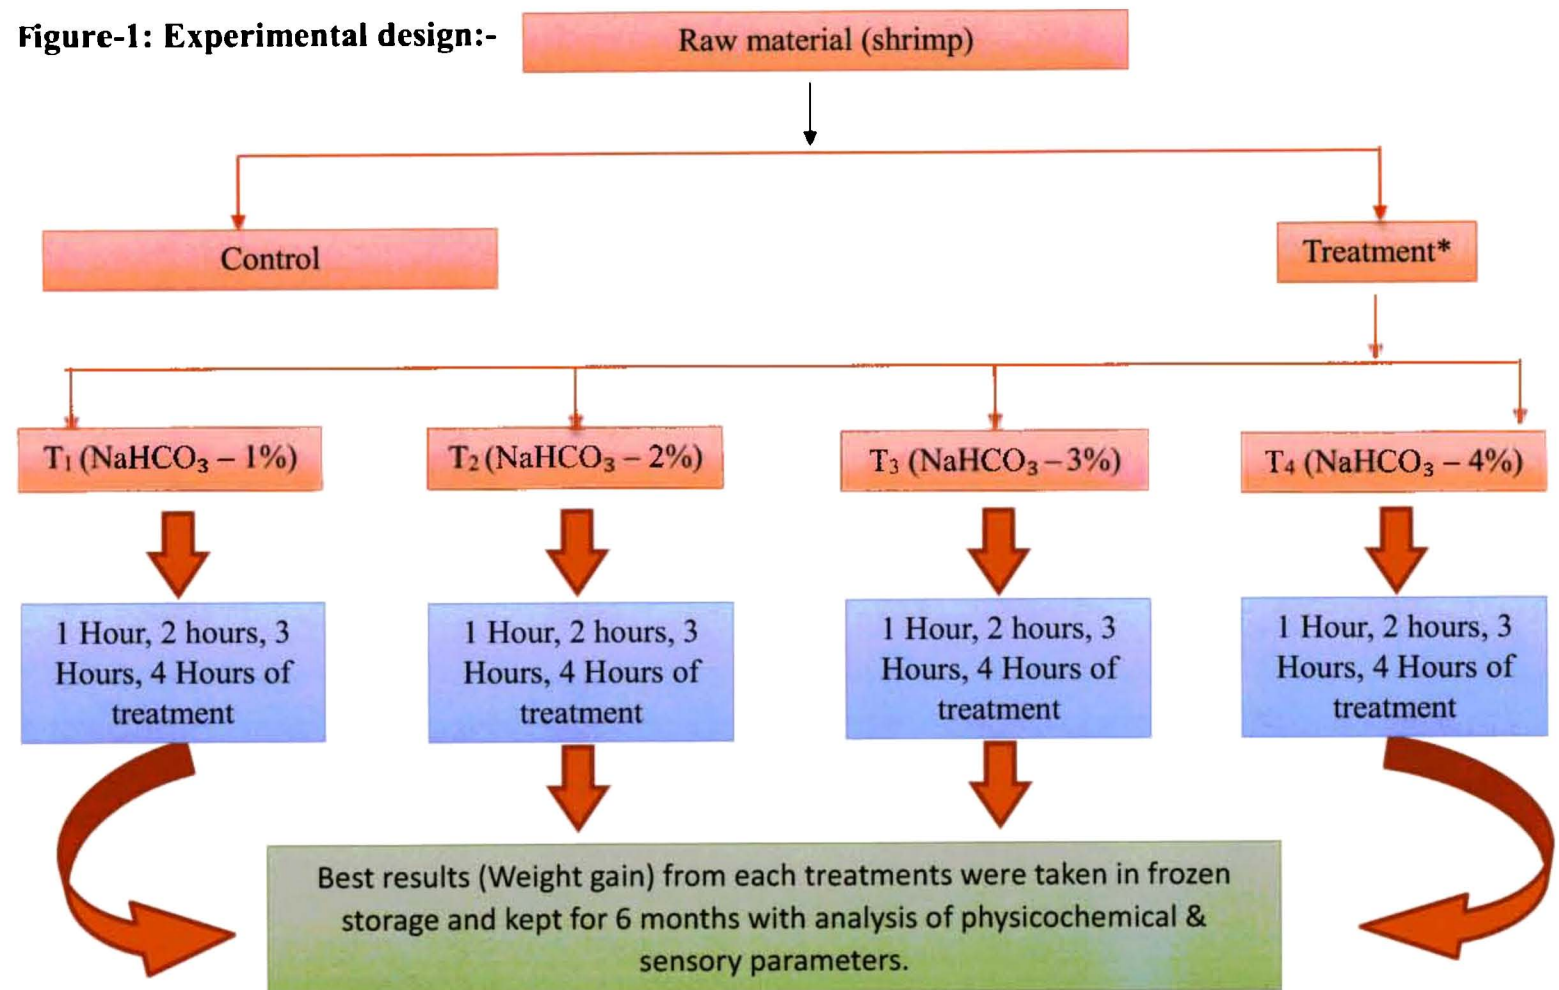 Figure-1: Experimental design:-
Raw material (shrimp)
Control
Treatment*
T₁ (NaHCO₃ – 1%)
T₂ (NaHCO₃ – 2%)
T₃ (NaHCO₃ – 3%)
T₄ (NaHCO₃ – 4%)
1 Hour, 2 hours, 3
Hours, 4 Hours of
treatment
1 Hour, 2 hours, 3
Hours, 4 Hours of
treatment
1 Hour, 2 hours, 3
Hours, 4 Hours of
treatment
1 Hour, 2 hours, 3
Hours, 4 Hours of
treatment
Best results (Weight gain) from each treatments were taken in frozen
storage and kept for 6 months with analysis of physicochemical &
sensory parameters.